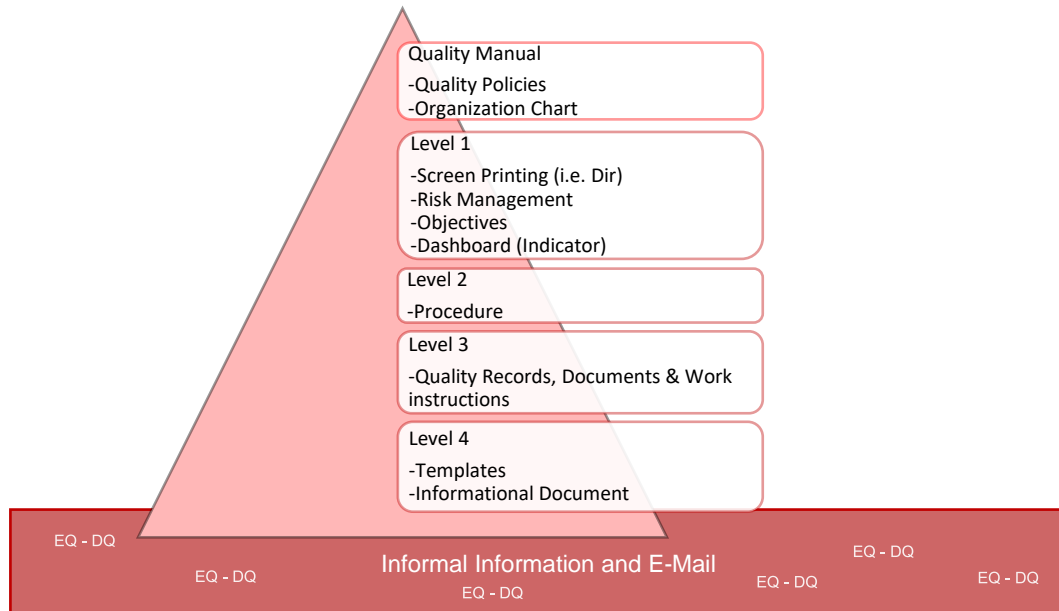 Quality Manual
-Quality Policies
-Organization Chart
Level 1
-Screen Printing (i.e. Dir)
-Risk Management
-Objectives
-Dashboard (Indicator)
Level 2
-Procedure
Level 3
-Quality Records, Documents & Work
instructions
Level 4
-Templates
-Informational Document
EQ - DQ
Informal Information and E-Mail
EQ - DQ
EQ - DQ
EQ - DQ
EQ - DQ
EQ - DQ